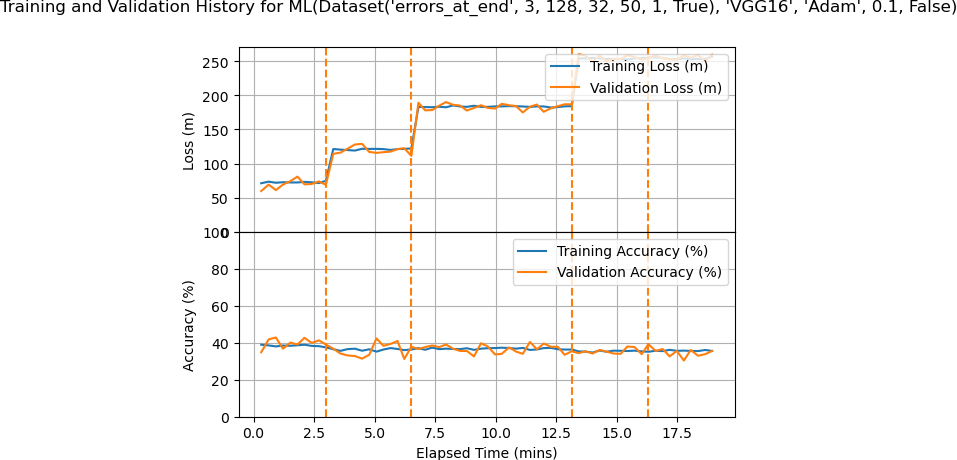 Training and Validation History for ML(Dataset('errors_at_end', 3, 128, 32, 50, 1, True), 'VGG16', 'Adam', 0.1, False)
250
200
150
100
50
0
Loss (m)
Training Loss (m)
Validation Loss (m)
100
80
60
40
20
0
Accuracy (%)
Training Accuracy (%)
Validation Accuracy (%)
0.0 2.5 5.0 7.5 10.0 12.5 15.0 17.5
Elapsed Time (mins)